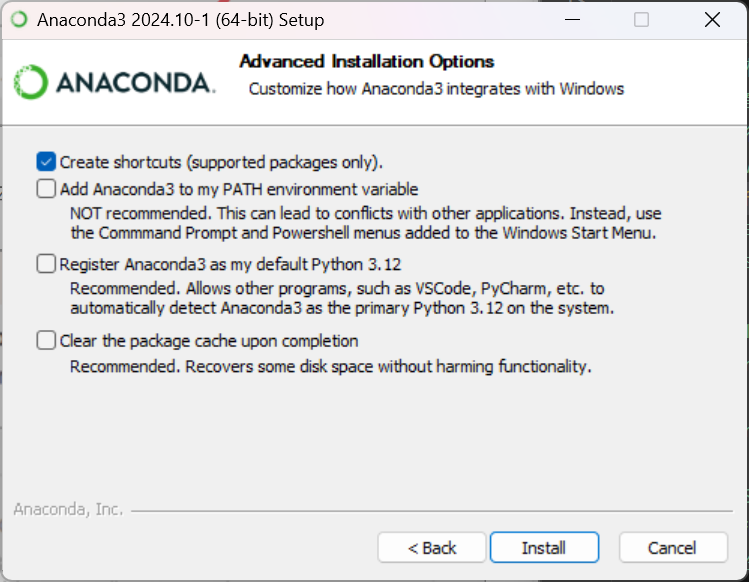 Anaconda3 2024.10-1 (64-bit) Setup
ANACONDA.
Advanced Installation Options
Customize how Anaconda3 integrates with Windows
Create shortcuts (supported packages only).
Add Anaconda3 to my PATH environment variable
NOT recommended. This can lead to conflicts with other applications. Instead, use
the Commmand Prompt and Powershell menus added to the Windows Start Menu.
Register Anaconda3 as my default Python 3.12
Recommended. Allows other programs, such as VSCode, PyCharm, etc. to
automatically detect Anaconda3 as the primary Python 3.12 on the system.
Clear the package cache upon completion
Recommended. Recovers some disk space without harming functionality.
Anaconda, Inc.
< Back
Install
Cancel